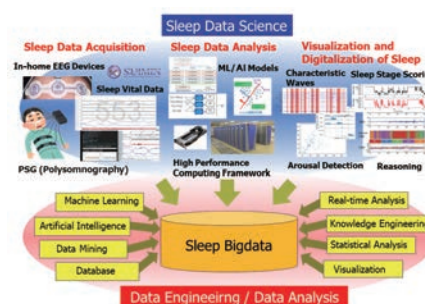 Sleep Data Science
Sleep Data Acquisition
Sleep Data Analysis
Visualization and
Digitalization of Sleep
In-home EEG Devices
Sleep Vital Data
PSG (Polysomnography)
ML/AI Models
High Performance
Computing Framework
Characteristic
Waves
Sleep Stage Scori
Arousal Detection
Reasoning
Machine Learning
Artificial Intelligence
Data Mining
Database
Sleep Bigdata
Real-time Analysis
Knowledge Engineering
Statistical Analysis
Visualization
Data Engineeirng / Data Analysis